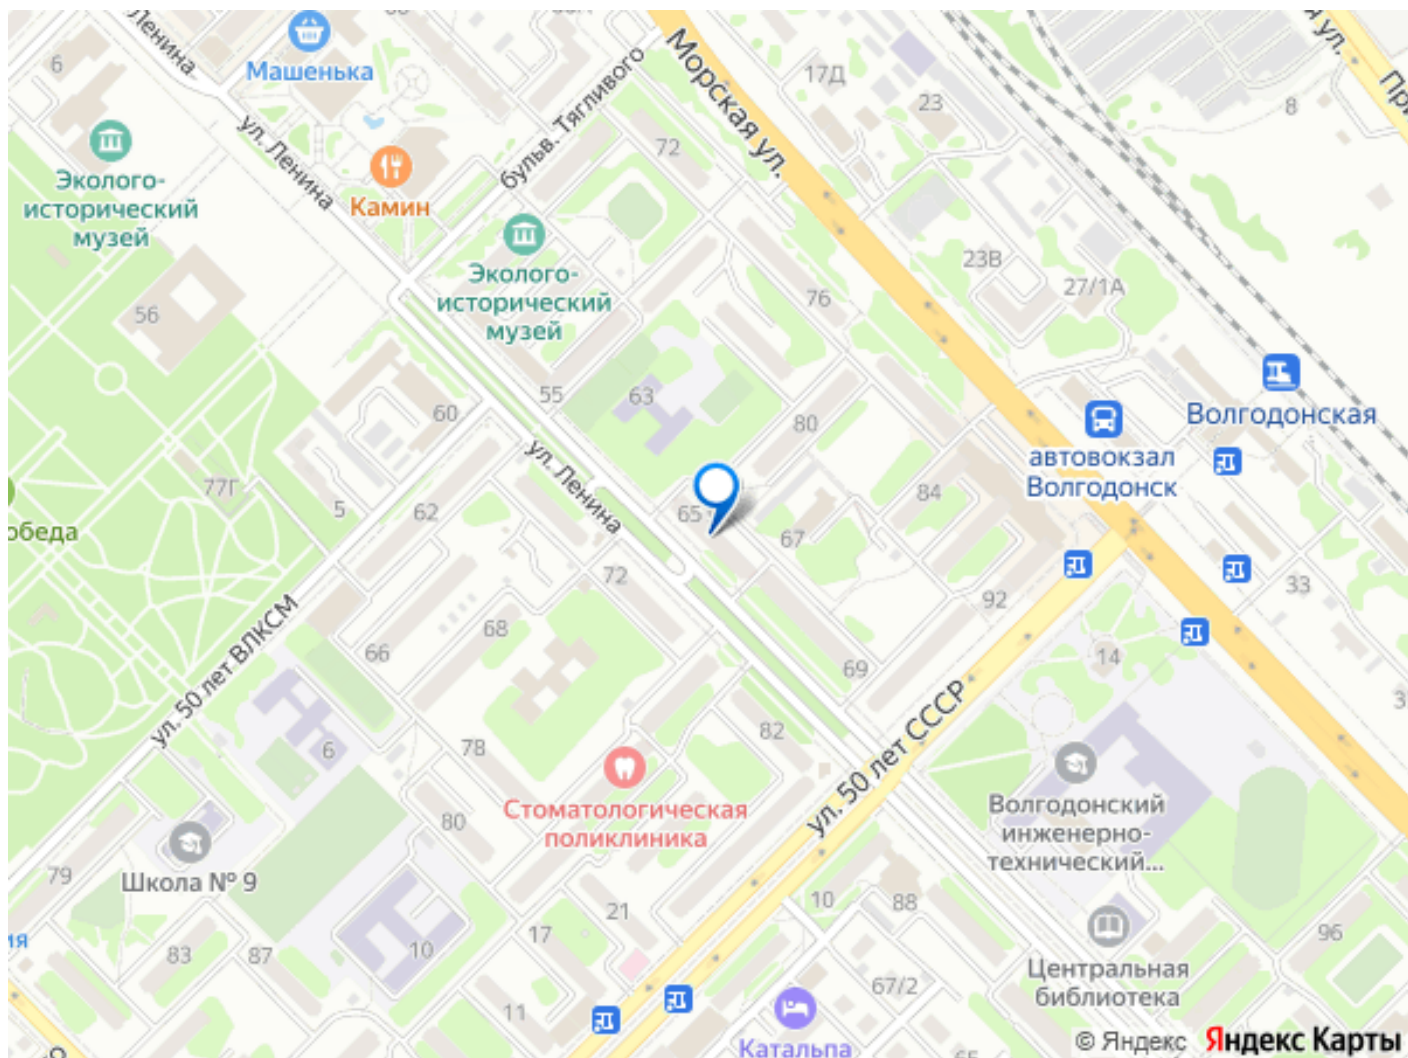 Ленина
6
Машенька
ул. Ленина
Эколого-
исторический
музей
Камин
бульв. Тягливого
72
Морская ул.
17Д
23
8
ул.
Эколого-
исторический
музей
56
23В
27/1А
76
Волгодонская
автовокзал
Волгодонск
55
63
60
80
84
77Г
5
62
ул. Ленина
65
67
обеда
72
92
33
14
68
66
69
ул. 50 лет ВЛКСМ
ул. 50 лет СССР
82
78
6
Стоматологическая
поликлиника
80
Волгодонский
инженерно-
технический...
79
Школа № 9
21
17
10
88
96
83
87
10
Центральная
библиотека
67/2
11
Катальпа
65
© Яндекс Яндекс Карты